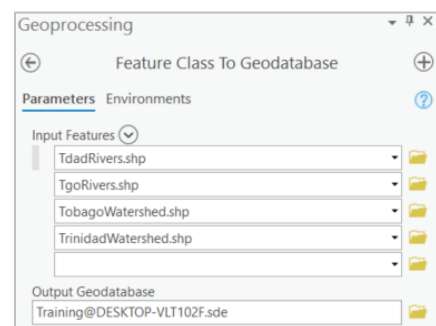 Geoprocessing
Feature Class To Geodatabase
Parameters Environments
Input Features
TdadRivers.shp
TgoRivers.shp
TobagoWatershed.shp
TrinidadWatershed.shp
Output Geodatabase
Training@DESKTOP-VLT102F.sde